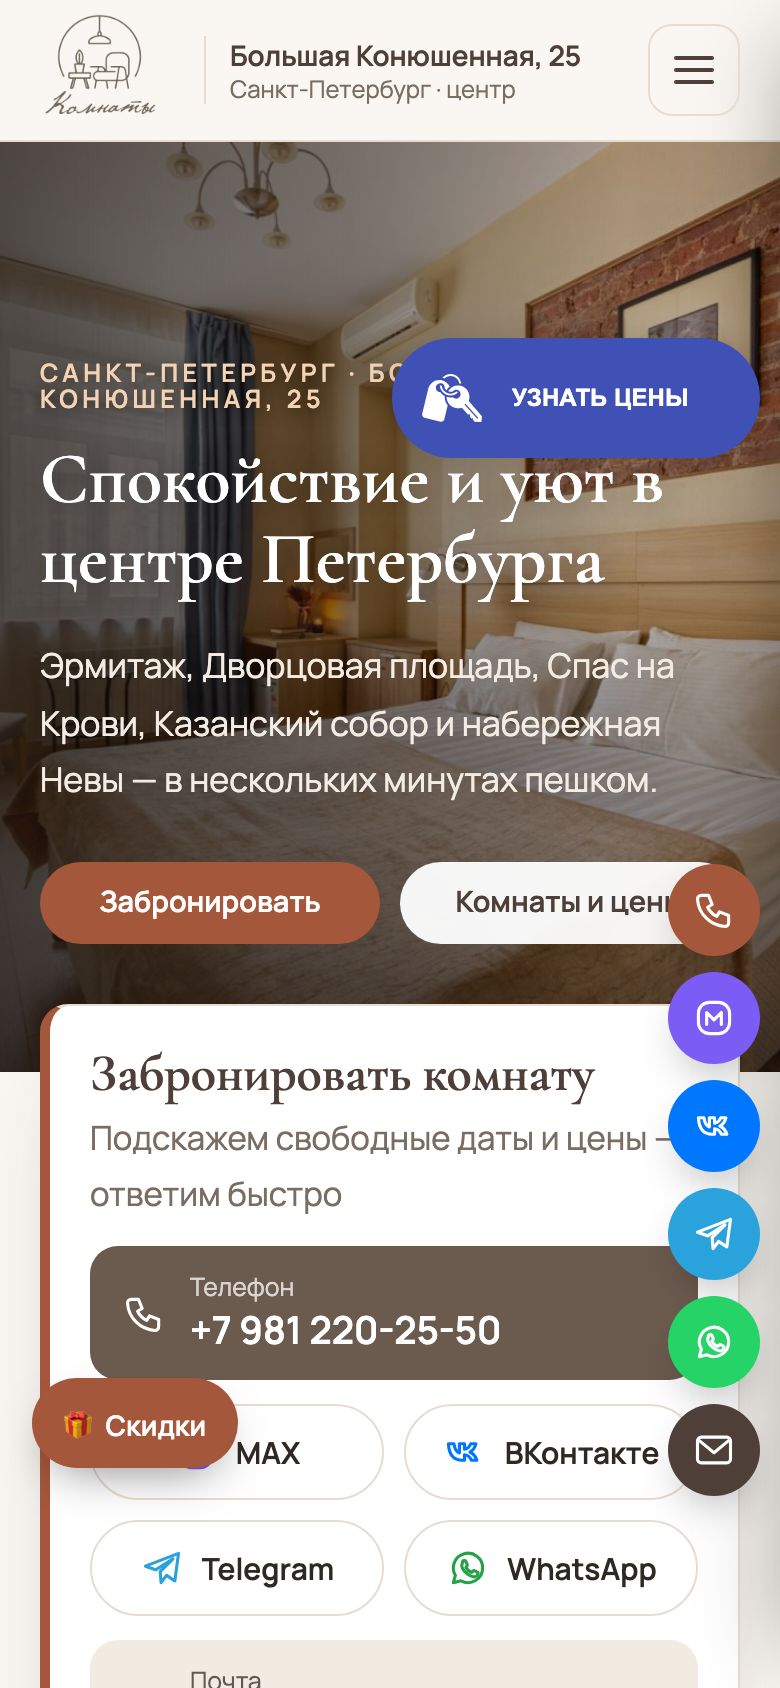 Комнаты
Большая Конюшенная, 25
Санкт-Петербург · центр
САНКТ-ПЕТЕРБУРГ ·
КОНЮШЕННАЯ, 25
УЗНАТЬ ЦЕНЫ
Спокойствие и уют в
центре Петербурга
Эрмитаж, Дворцовая площадь, Спас на
Крови, Казанский собор и набережная
Невы — в нескольких минутах пешком.
Забронировать
Комнаты и цены
Забронировать комнату
Подскажем свободные даты и цены —
ответим быстро
Телефон
+7 981 220-25-50
Скидки
MAX
ВКонтакте
Telegram
WhatsApp
Почта